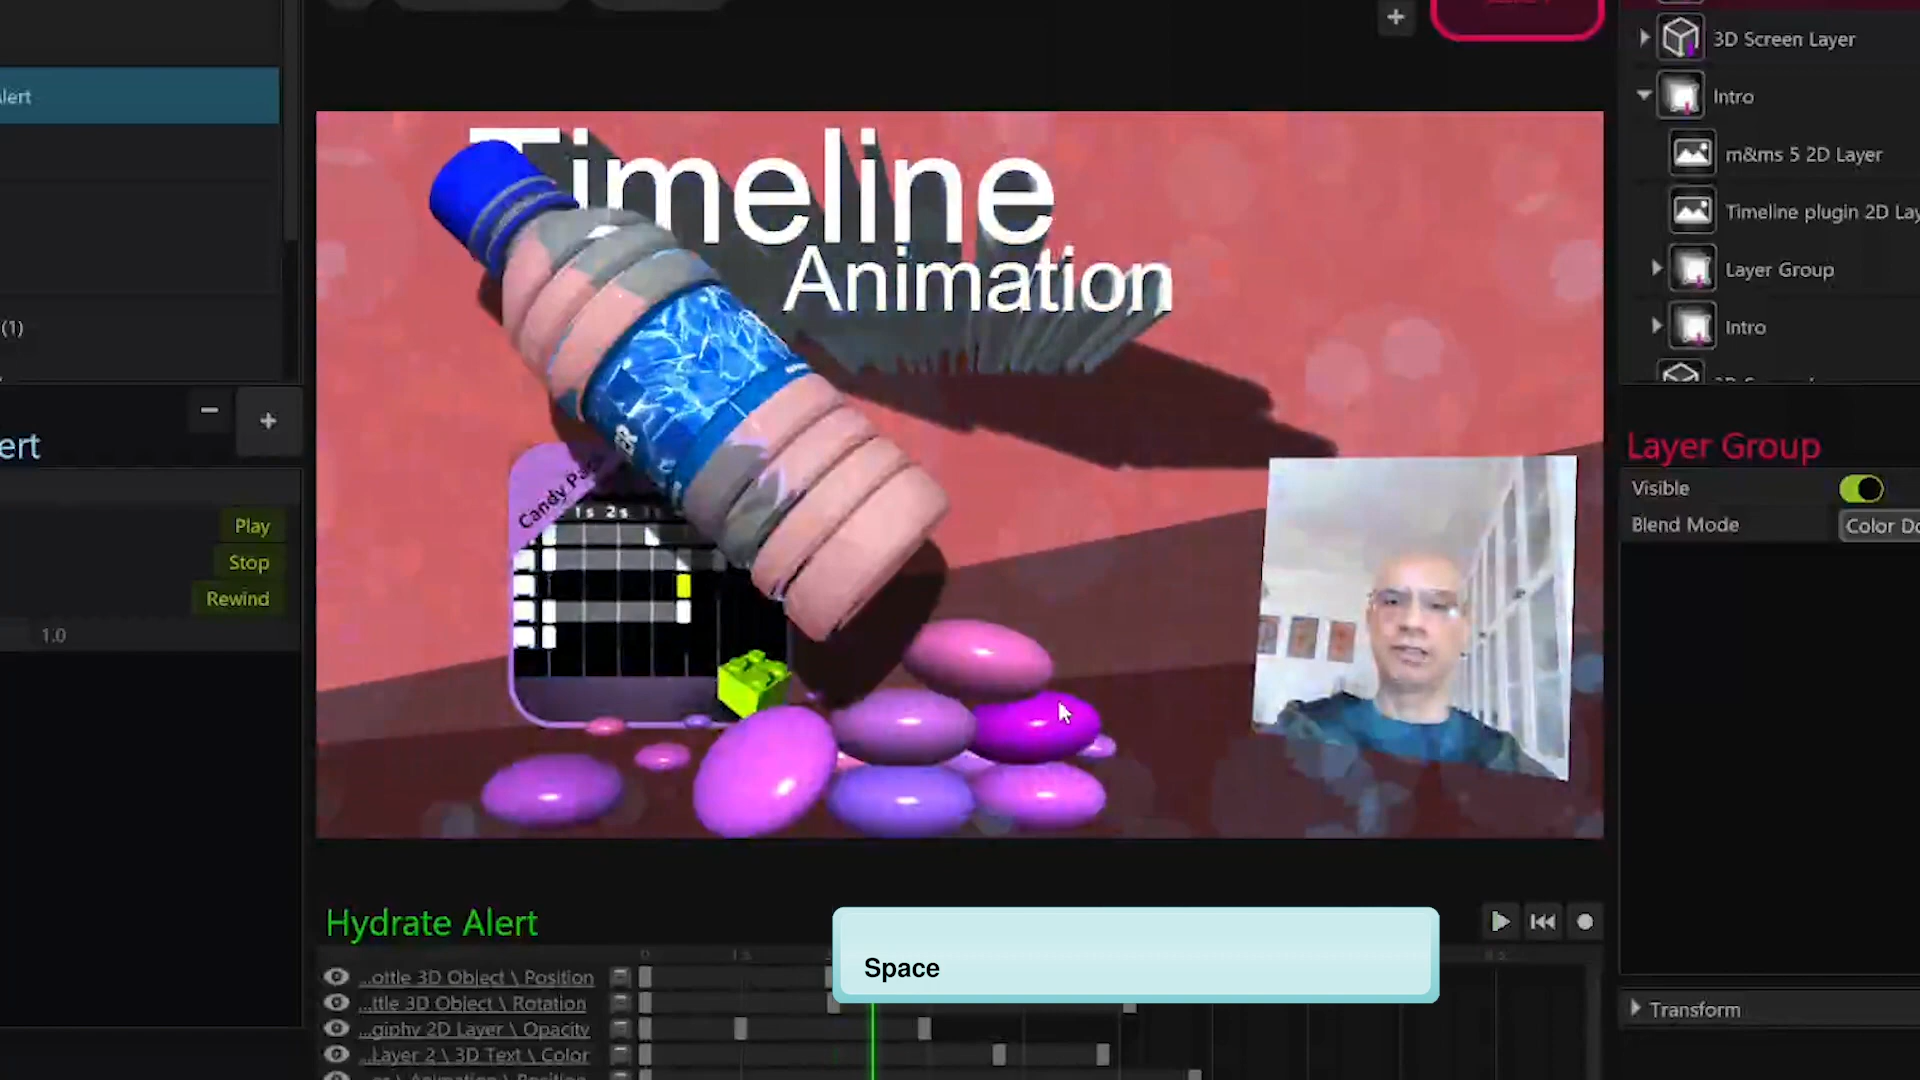 lert
(1)
ert
Play
Stop
Rewind
1.0
Timeline
Animation
Candy
1s 2s
3D Screen Layer
Intro
m&ms 5 2D Layer
Timeline plugin 2D Lay
Layer Group
Intro
Layer Group
Visible
Blend Mode
Color Do
Transform
Hydrate Alert
Space
...ottle 3D Object \ Position
...ttle 3D Object \ Rotation
...giphy 2D Layer \ Opacity
...Layer 2 \ 3D Text \ Color